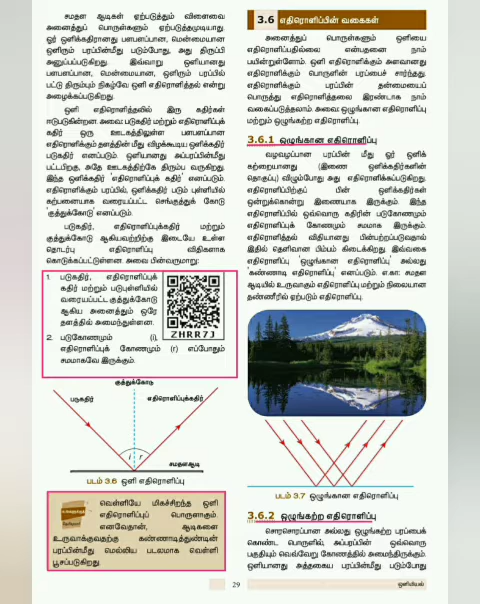 சமதள ஆடிகள் ஏற்படுத்தும் விளைவை
அனைத்துப் பொருள்களும் ஏற்படுத்தமுடியாது.
ஓர் ஒளிக்கதிரானது பளபளப்பான, மென்மையான
ஒளிரும் பரப்பின்மீது படும்போது, அது திருப்பி
அனுப்பப்படுகிறது. இவ்வாறு ஒளியானது
பளபளப்பான, மென்மையான, ஒளிரும் பரப்பில்
பட்டு திரும்பும் நிகழ்வே ஒளி எதிரொளித்தல் என்று
அழைக்கப்படுகிறது.
ஒளி எதிரொளித்தலில் இரு கதிர்கள்
ஈடுபடுகின்றன. அவை படுகதிர் மற்றும் எதிரொளிப்புக்
கதிர் ஒரு ஊடகத்திலுள்ள பளபளப்பான
எதிரொளிக்கும் தளத்தின் மீது விழக்கூடிய ஒளிக்கதிர்
படுகதிர் எனப்படும். ஒளியானது அப்பரப்பின்மீது
பட்டபிறகு, அதே ஊடகத்திற்கே திரும்ப வருகிறது.
இந்த ஒளிக்கதிர் 'எதிரொளிப்புக் கதிர்' எனப்படும்.
எதிரொளிக்கும் பரப்பில், ஒளிக்கதிர் படும் புள்ளியில்
கற்பனையாக வரையப்பட்ட செங்குத்துக் கோடு
'குத்துக்கோடு' எனப்படும்.
படுகதிர், எதிரொளிப்புக்கதிர் மற்றும்
குத்துக்கோடு ஆகியவற்றிற்கு இடையே உள்ள
தொடர்பு எதிரொளிப்பு விதிகளாக
கொடுக்கப்பட்டுள்ளன. அவை பின்வருமாறு:
1. படுகதிர், எதிரொளிப்புக்
கதிர் மற்றும் படுபுள்ளியில்
வரையப்பட்ட குத்துக்கோடு
ஆகிய அனைத்தும் ஒரே
தளத்தில் அமைந்துள்ளன.
ZHRR7J
2. படுகோணமும் (i),
எதிரொளிப்புக் கோணமும் (r) எப்போதும்
சமமாகவே இருக்கும்.
குத்துக்கோடு
படுகதிர்
எதிரொளிப்புக்கதிர்
i r
சமதளஆடி
படம் 3.6 ஒளி எதிரொளிப்பு
வெள்ளியே மிகச்சிறந்த ஒளி
எதிரொளிப்புப் பொருளாகும்.
எனவேதான், ஆடிகளை
உருவாக்குவதற்கு கண்ணாடித்துண்டின்
பரப்பின்மீது மெல்லிய படலமாக வெள்ளி
பூசப்படுகிறது.
3.6 எதிரொளிப்பின் வகைகள்
அனைத்துப் பொருள்களும் ஒளியை
எதிரொளிப்பதில்லை என்பதனை நாம்
பயின்றுள்ளோம். ஒளி எதிரொளிக்கும் அளவானது
எதிரொளிக்கும் பொருளின் பரப்பைச் சார்ந்தது.
எதிரொளிக்கும் பரப்பின் தன்மையைப்
பொருத்து எதிரொளித்தலை இரண்டாக நாம்
வகைப்படுத்தலாம். அவை ஒழுங்கான எதிரொளிப்பு
மற்றும் ஒழுங்கற்ற எதிரொளிப்பு.
3.6.1 ஒழுங்கான எதிரொளிப்பு
வழவழப்பான பரப்பின் மீது ஓர் ஒளிக்
கற்றையானது (இணை ஒளிக்கதிர்களின்
தொகுப்பு) விழும்போது அது எதிரொளிக்கப்படுகிறது.
எதிரொளிப்பிற்குப் பின் ஒளிக்கதிர்கள்
ஒன்றுக்கொன்று இணையாக இருக்கும். இந்த
எதிரொளிப்பில் ஒவ்வொரு கதிரின் படுகோணமும்
எதிரொளிப்புக் கோணமும் சமமாக இருக்கும்.
எதிரொளித்தல் விதியானது பின்பற்றப்படுவதால்
இதில் தெளிவான பிம்பம் கிடைக்கிறது. இவ்வகை
எதிரொளிப்பு 'ஒழுங்கான எதிரொளிப்பு' அல்லது
'கண்ணாடி எதிரொளிப்பு' எனப்படும். எ.கா: சமதள
ஆடியில் உருவாகும் எதிரொளிப்பு மற்றும் நிலையான
தண்ணீரில் ஏற்படும் எதிரொளிப்பு.
படம் 3.7 ஒழுங்கான எதிரொளிப்பு
3.6.2 ஒழுங்கற்ற எதிரொளிப்பு
சொரசொரப்பான அல்லது ஒழுங்கற்ற பரப்பைக்
கொண்ட பொருளில், அப்பரப்பின் ஒவ்வொரு
பகுதியும் வெவ்வேறு கோணத்தில் அமைந்திருக்கும்.
ஒளியானது அத்தகைய பரப்பின்மீது படும்போது
29
ஒளியியல்